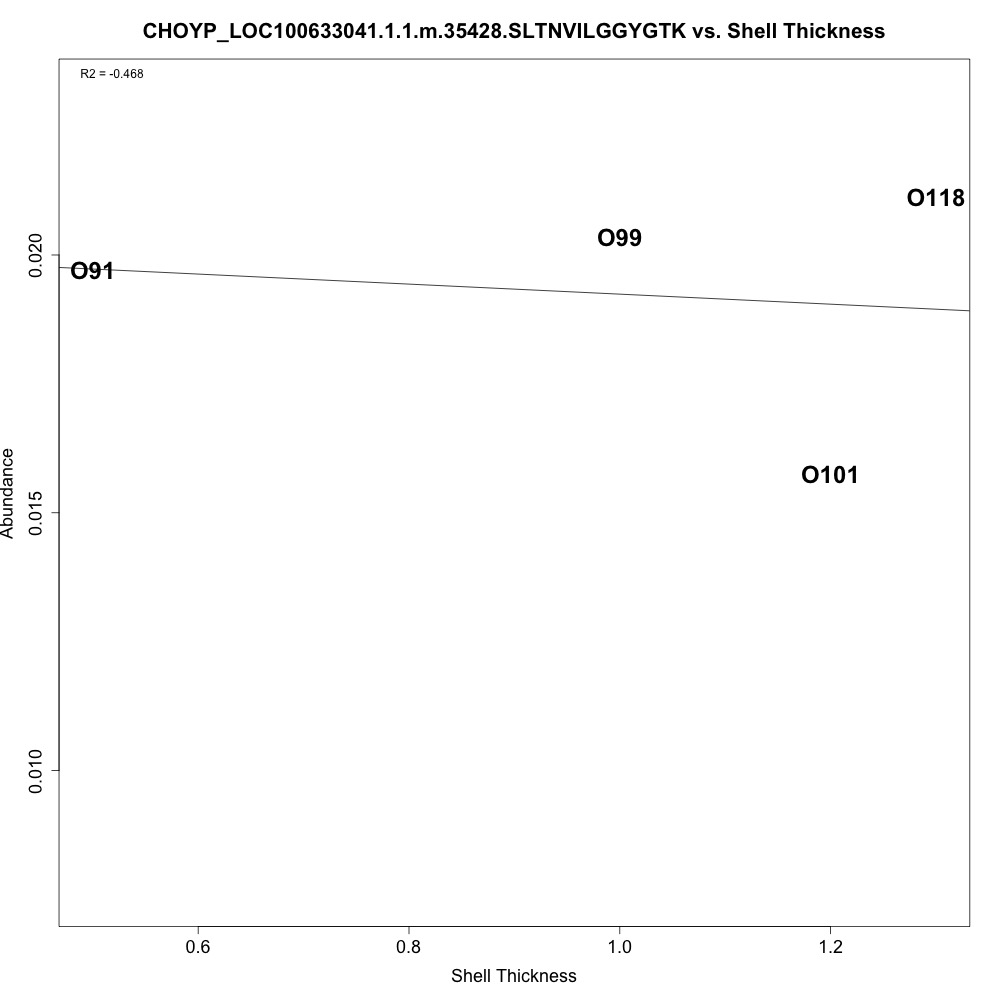 CHOYP_LOC100633041.1.1.m.35428.SLTNVILGGYGTK vs. Shell Thickness
R2 = -0.468
O118
O99
0.020
O91
Abundance
O101
0.015
0.010
0.6 0.8 1.0 1.2
Shell Thickness